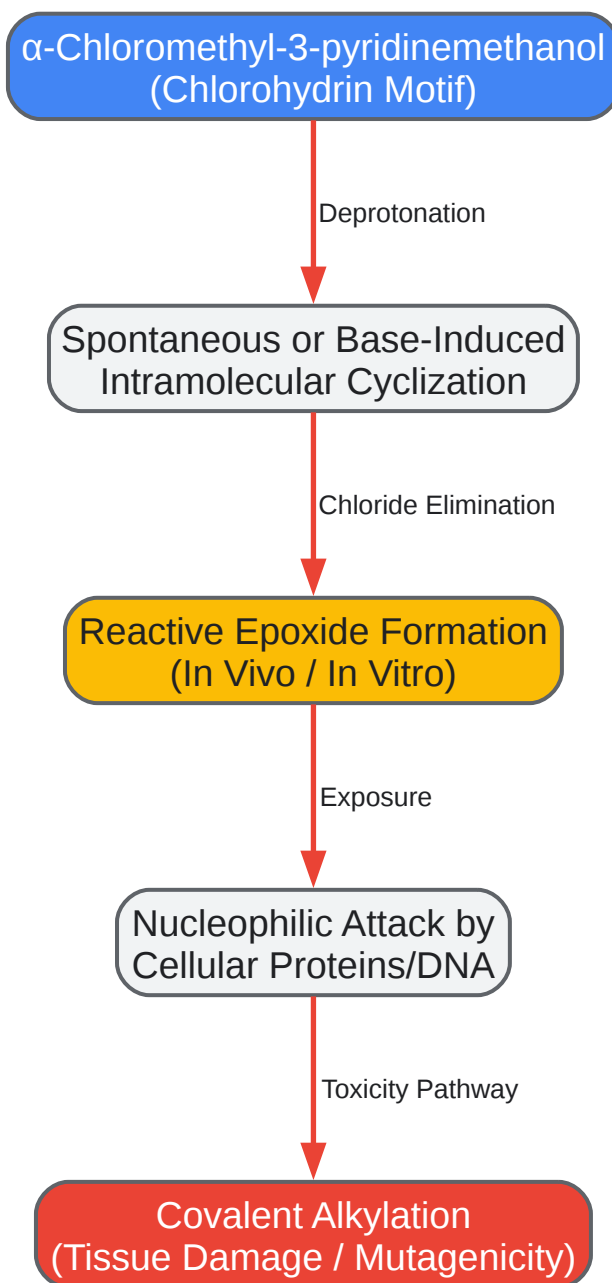 α-Chloromethyl-3-pyridinemethanol
(Chlorohydrin Motif)
Deprotonation
Spontaneous or Base-Induced
Intramolecular Cyclization
Chloride Elimination
Reactive Epoxide Formation
(In Vivo / In Vitro)
Exposure
Nucleophilic Attack by
Cellular Proteins/DNA
Toxicity Pathway
Covalent Alkylation
(Tissue Damage / Mutagenicity)